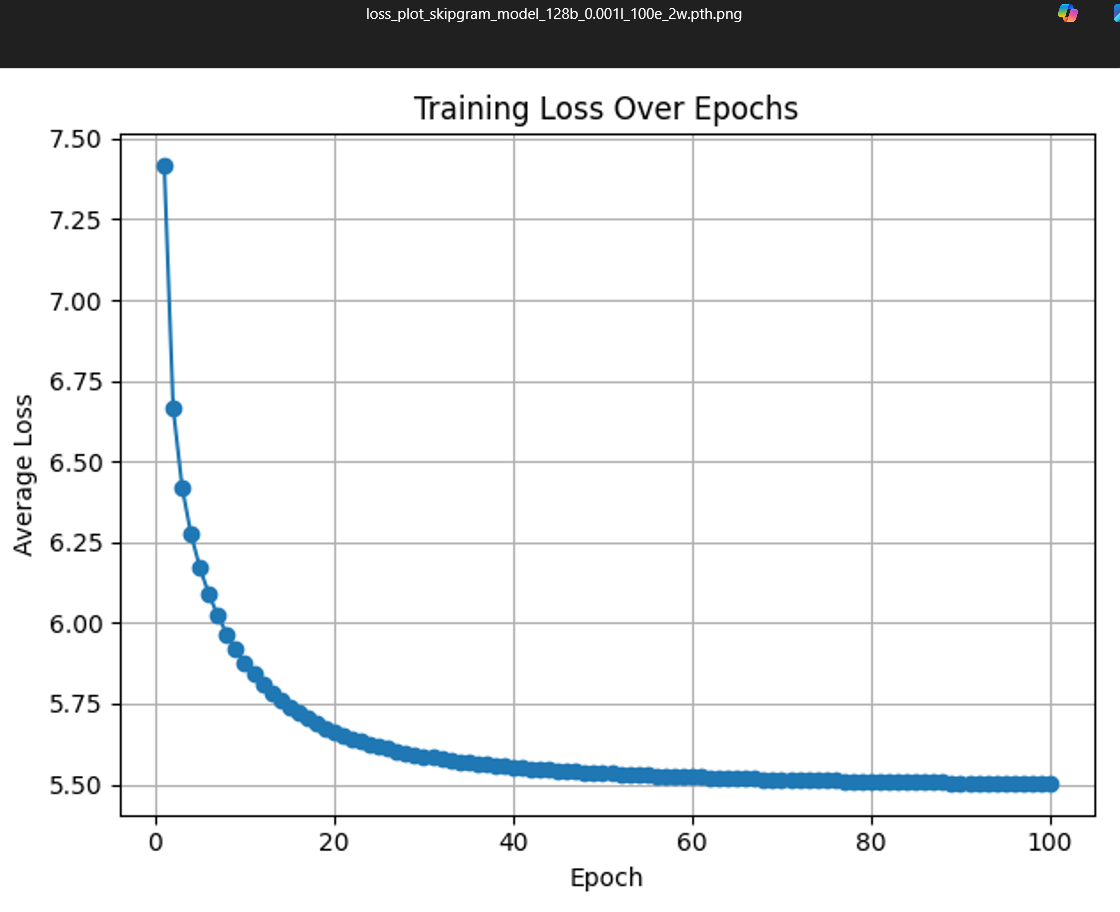 loss_plot_skipgram_model_128b_0.001l_100e_2w.pth.png
Training Loss Over Epochs
7.50
7.25
7.00
6.75
6.50
6.25
6.00
5.75
5.50
Average Loss
0 20 40 60 80 100
Epoch